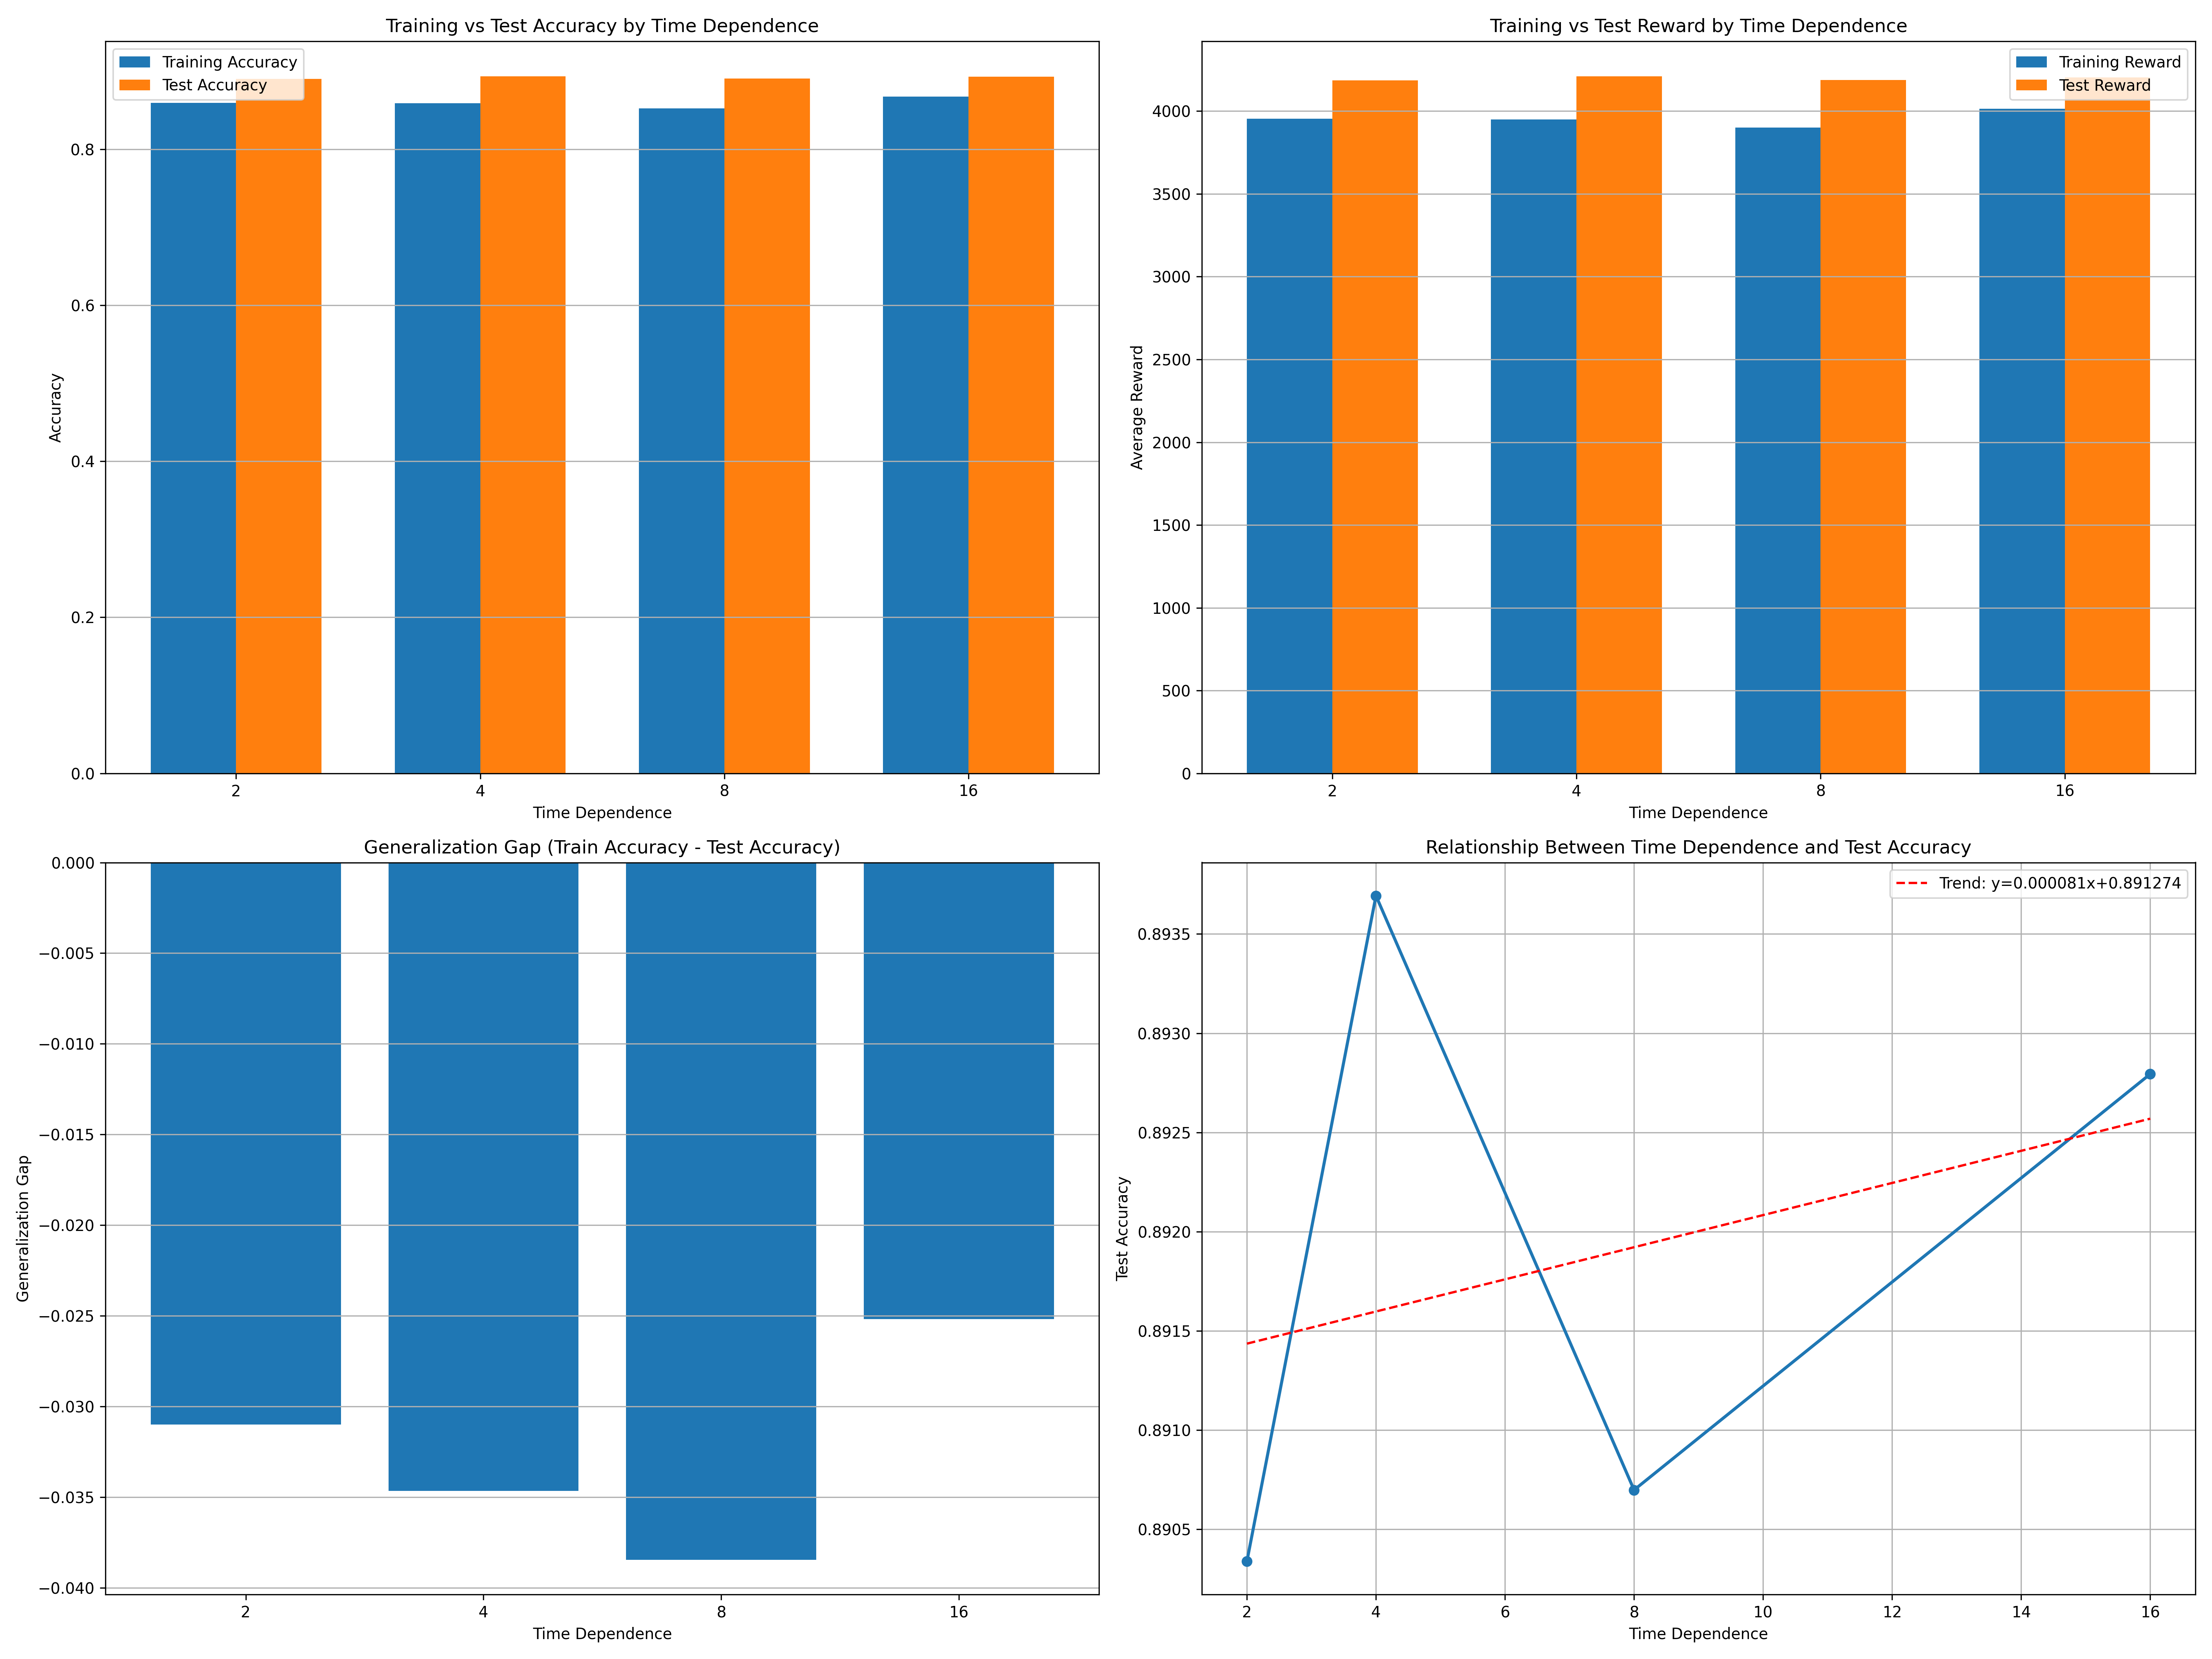 Training vs Test Accuracy by Time Dependence
Training Accuracy
Test Accuracy
Accuracy
0.8
0.6
0.4
0.2
0.0
2 4 8 16
Time Dependence
Training vs Test Reward by Time Dependence
Training Reward
Test Reward
Average Reward
4000
3500
3000
2500
2000
1500
1000
500
0
2 4 8 16
Time Dependence
Generalization Gap (Train Accuracy - Test Accuracy)
Generalization Gap
0.000
−0.005
−0.010
−0.015
−0.020
−0.025
−0.030
−0.035
−0.040
2 4 8 16
Time Dependence
Relationship Between Time Dependence and Test Accuracy
Trend: y=0.000081x+0.891274
Test Accuracy
0.8935
0.8930
0.8925
0.8920
0.8915
0.8910
0.8905
2 4 6 8 10 12 14 16
Time Dependence